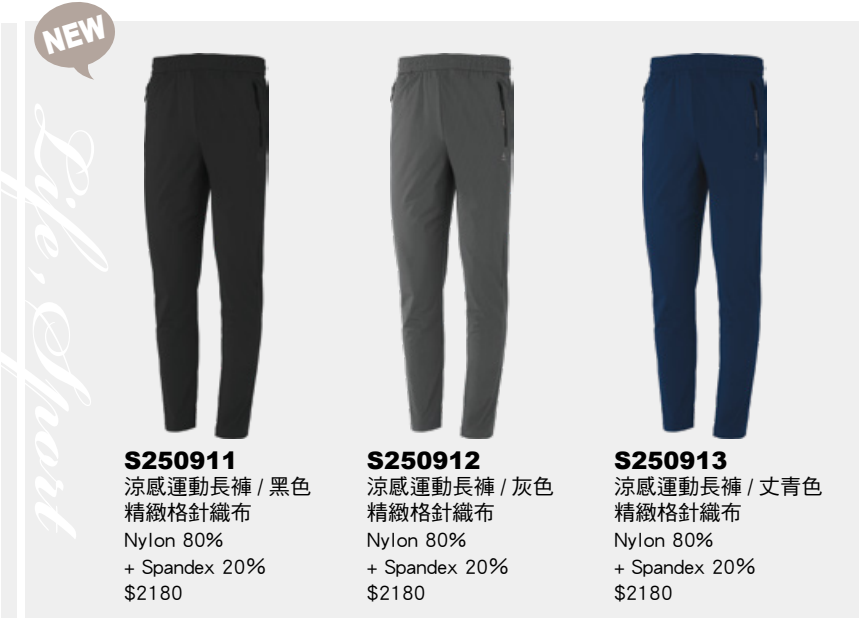 NEW
Life, Sport
S250911
涼感運動長褲 / 黑色
精緻格針織布
Nylon 80%
+ Spandex 20%
$2180
S250912
涼感運動長褲 / 灰色
精緻格針織布
Nylon 80%
+ Spandex 20%
$2180
S250913
涼感運動長褲 / 丈青色
精緻格針織布
Nylon 80%
+ Spandex 20%
$2180